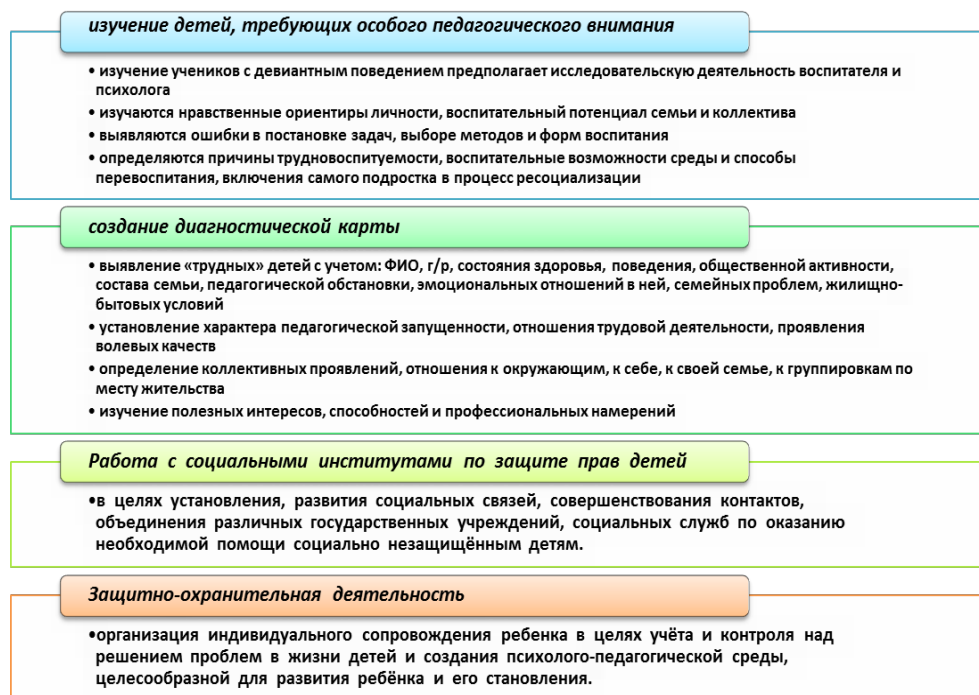 изучение детей, требующих особого педагогического внимания
• изучение учеников с девиантным поведением предполагает исследовательскую деятельность воспитателя и
психолога
• изучаются нравственные ориентиры личности, воспитательный потенциал семьи и коллектива
• выявляются ошибки в постановке задач, выборе методов и форм воспитания
• определяются причины трудновоспитуемости, воспитательные возможности среды и способы
перевоспитания, включения самого подростка в процесс ресоциализации
создание диагностической карты
• выявление «трудных» детей с учетом: ФИО, г/р, состояния здоровья, поведения, общественной активности,
состава семьи, педагогической обстановки, эмоциональных отношений в ней, семейных проблем, жилищно-
бытовых условий
• установление характера педагогической запущенности, отношения трудовой деятельности, проявления
волевых качеств
• определение коллективных проявлений, отношения к окружающим, к себе, к своей семье, к группировкам по
месту жительства
• изучение полезных интересов, способностей и профессиональных намерений
Работа с социальными институтами по защите прав детей
•в целях установления, развития социальных связей, совершенствования контактов,
объединения различных государственных учреждений, социальных служб по оказанию
необходимой помощи социально незащищённым детям.
Защитно-охранительная деятельность
•организация индивидуального сопровождения ребенка в целях учёта и контроля над
решением проблем в жизни детей и создания психолого-педагогической среды,
целесообразной для развития ребёнка и его становления.